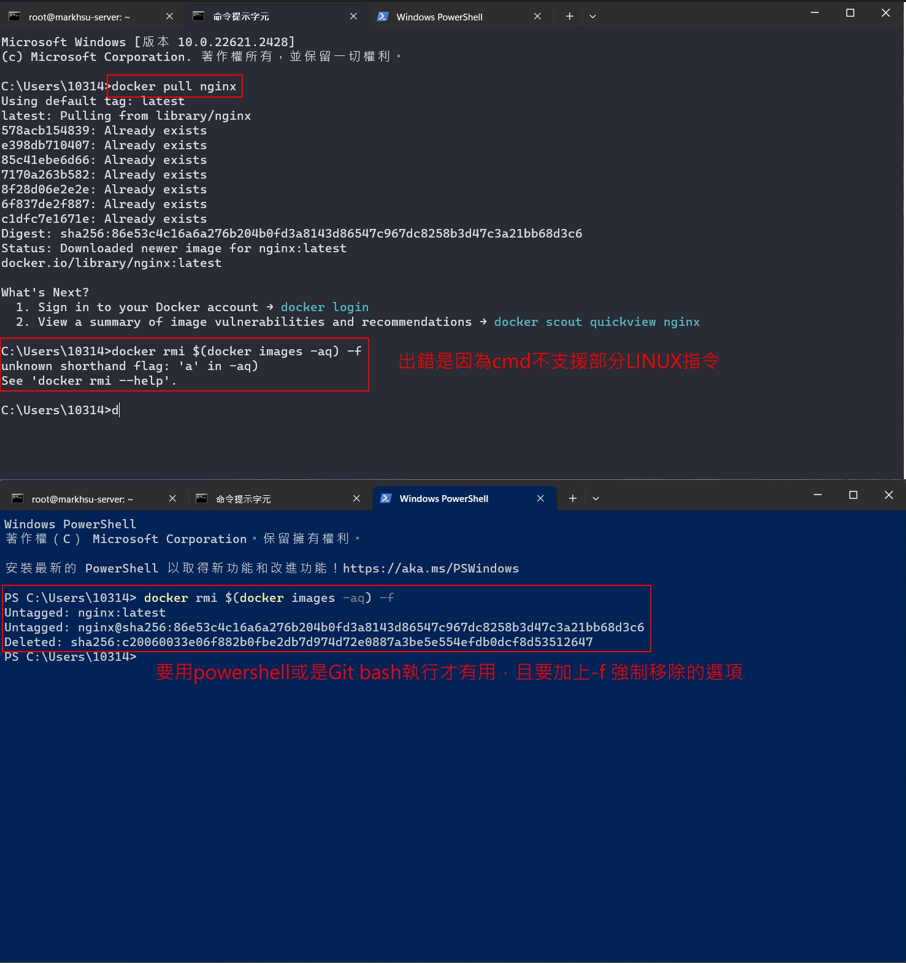 root@markhsu-server: ~
命令提示字元
Windows PowerShell
Microsoft Windows [版本 10.0.22621.2428]
(c) Microsoft Corporation. 著作權所有，並保留一切權利。
C:\Users\10314>docker pull nginx
Using default tag: latest
latest: Pulling from library/nginx
578acb154839: Already exists
e398db710407: Already exists
85c41ebe6d66: Already exists
7170a263b582: Already exists
8f28d06e2e2e: Already exists
6f837de2f887: Already exists
c1dfc7e1671e: Already exists
Digest: sha256:86e53c4c16a6a276b204b0fd3a8143d86547c967dc8258b3d47c3a21bb68d3c6
Status: Downloaded newer image for nginx:latest
docker.io/library/nginx:latest
What's Next?
1. Sign in to your Docker account → docker login
2. View a summary of image vulnerabilities and recommendations → docker scout quickview nginx
C:\Users\10314>docker rmi $(docker images -aq) -f
unknown shorthand flag: 'a' in -aq)
See 'docker rmi --help'.
出錯是因為cmd不支援部分LINUX指令
C:\Users\10314>d
root@markhsu-server: ~
命令提示字元
Windows PowerShell
Windows PowerShell
著作權（C） Microsoft Corporation。保留擁有權利。
安裝最新的 PowerShell 以取得新功能和改進功能！https://aka.ms/PSWindows
PS C:\Users\10314> docker rmi $(docker images -aq) -f
Untagged: nginx:latest
Untagged: nginx@sha256:86e53c4c16a6a276b204b0fd3a8143d86547c967dc8258b3d47c3a21bb68d3c6
Deleted: sha256:c20060033e06f882b0fbe2db7d974d72e0887a3be5e554efdb0dcf8d53512647
PS C:\Users\10314>
要用powershell或是Git bash執行才有用，且要加上-f 強制移除的選項